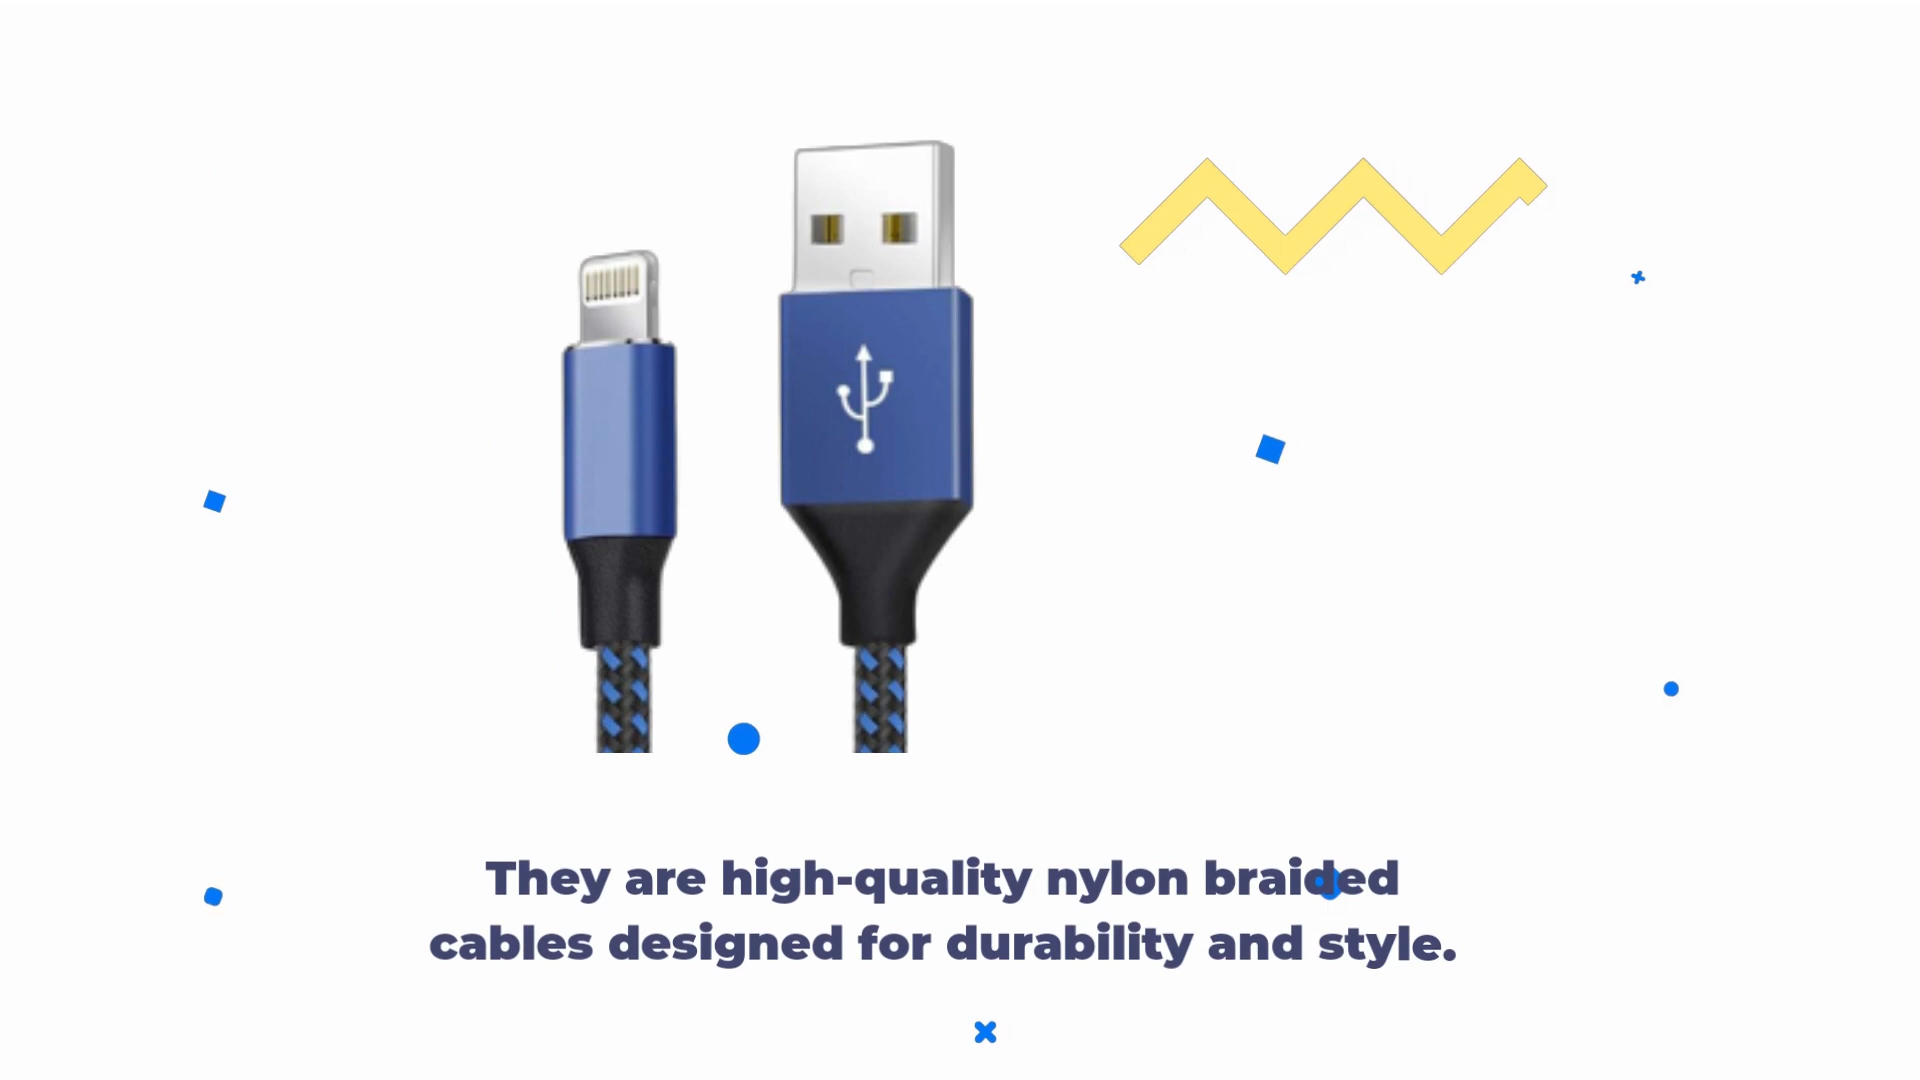 They are high-quality nylon braided
cables designed for durability and style.